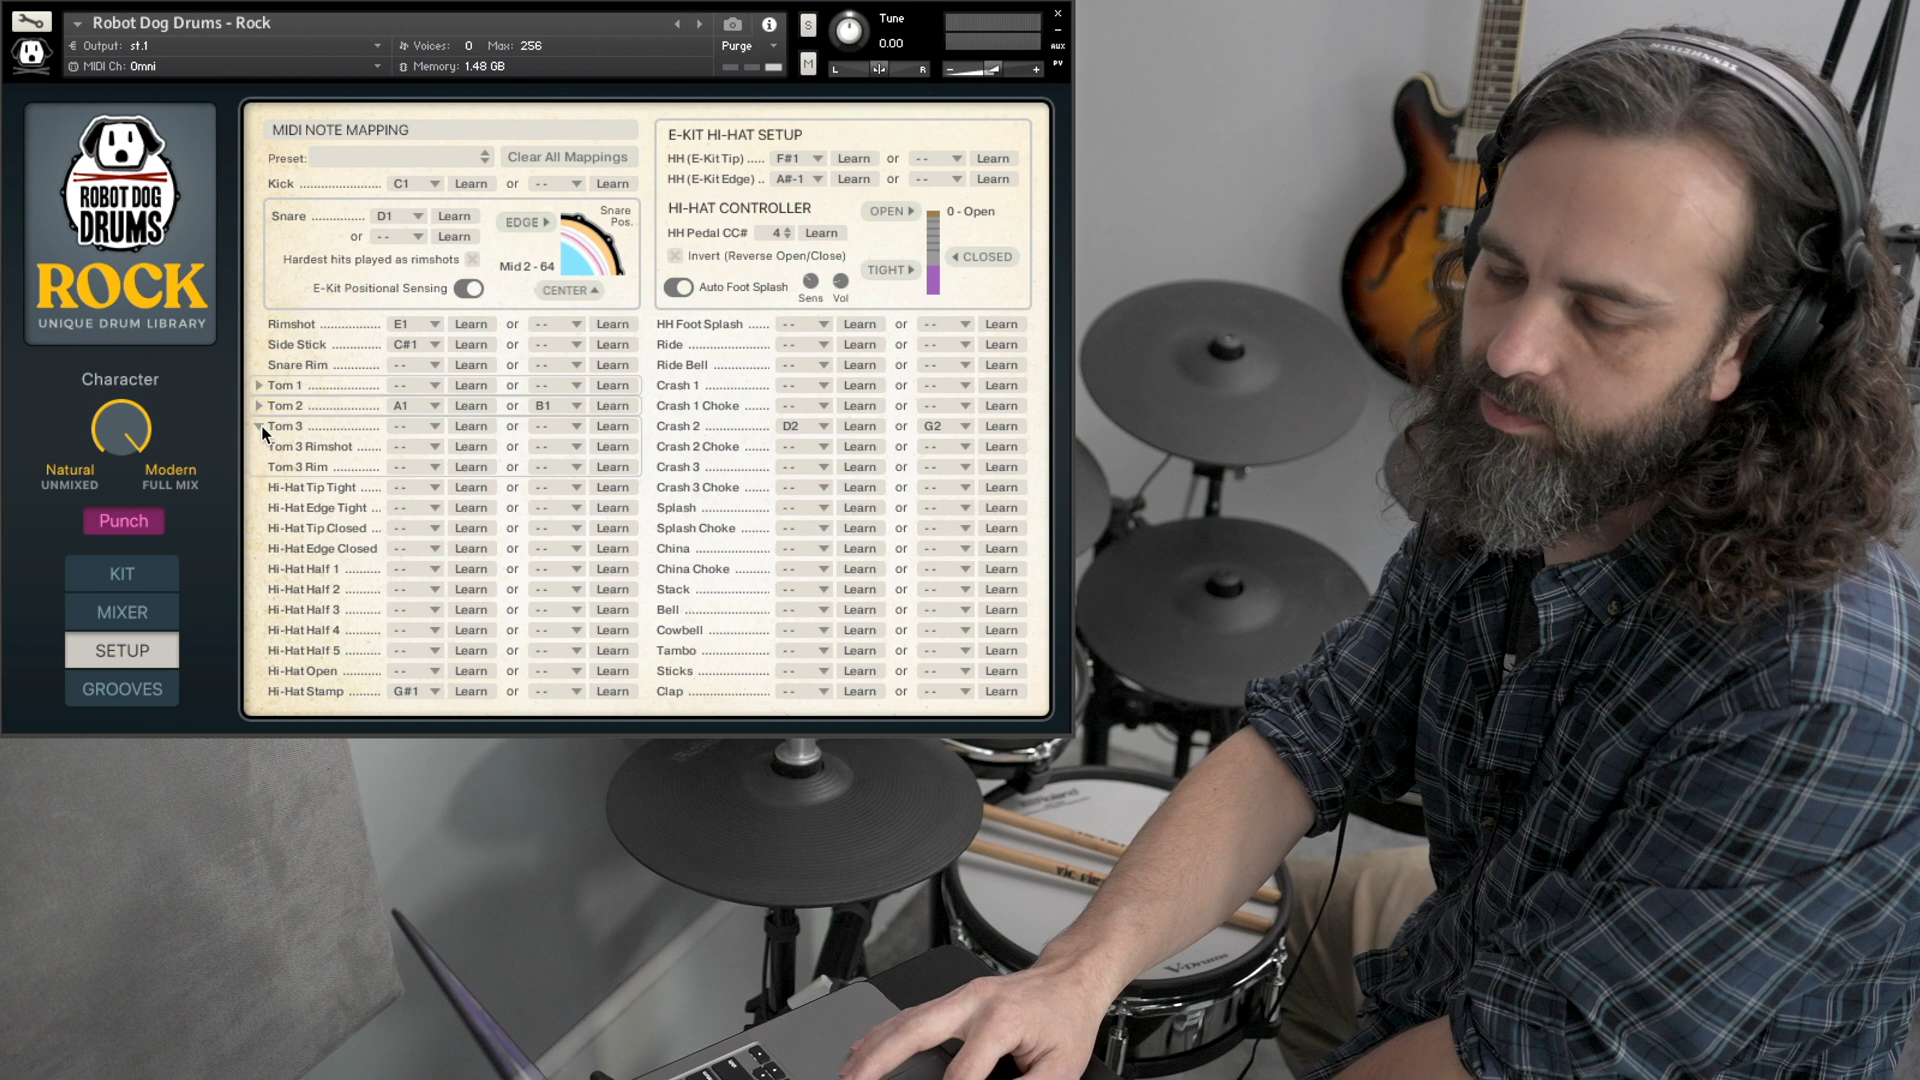 Robot Dog Drums - Rock
Output: st.1
Voices: 0 Max: 256
Purge
MIDI Ch: Omni
Memory: 1.48 GB
S
M
Tune
0.00
L R
- +
×
–
AUX
PV
ROBOT DOG
DRUMS
ROCK
UNIQUE DRUM LIBRARY
Character
Natural
UNMIXED
Modern
FULL MIX
Punch
KIT
MIXER
SETUP
GROOVES
MIDI NOTE MAPPING
Preset:
Clear All Mappings
Kick .................. C1 Learn or - - Learn
Snare ............. D1 Learn
or - - Learn
Hardest hits played as rimshots
E-Kit Positional Sensing
EDGE
Snare
Pos.
Mid 2 - 64
CENTER
Rimshot ............. E1 Learn or - - Learn
Side Stick ............. C#1 Learn or - - Learn
Snare Rim ........... - - Learn or - - Learn
Tom 1 ................ - - Learn or - - Learn
Tom 2 ................ A1 Learn or B1 Learn
Tom 3 ................ - - Learn or - - Learn
Tom 3 Rimshot ...... - - Learn or - - Learn
Tom 3 Rim ........... - - Learn or - - Learn
Hi-Hat Tip Tight ..... - - Learn or - - Learn
Hi-Hat Edge Tight .. - - Learn or - - Learn
Hi-Hat Tip Closed .. - - Learn or - - Learn
Hi-Hat Edge Closed - - Learn or - - Learn
Hi-Hat Half 1 ......... - - Learn or - - Learn
Hi-Hat Half 2 ......... - - Learn or - - Learn
Hi-Hat Half 3 ......... - - Learn or - - Learn
Hi-Hat Half 4 ......... - - Learn or - - Learn
Hi-Hat Half 5 ......... - - Learn or - - Learn
Hi-Hat Open ......... - - Learn or - - Learn
Hi-Hat Stamp ........ G#1 Learn or - - Learn
E-KIT HI-HAT SETUP
HH (E-Kit Tip) ..... F#1 Learn or - - Learn
HH (E-Kit Edge) .. A#-1 Learn or - - Learn
HI-HAT CONTROLLER
OPEN
0 - Open
HH Pedal CC# 4 Learn
Invert (Reverse Open/Close)
CLOSED
TIGHT
Auto Foot Splash
Sens
Vol
HH Foot Splash ...... - - Learn or - - Learn
Ride ..................... - - Learn or - - Learn
Ride Bell ............... - - Learn or - - Learn
Crash 1 ................. - - Learn or - - Learn
Crash 1 Choke ........ - - Learn or - - Learn
Crash 2 ................. D2 Learn or G2 Learn
Crash 2 Choke ........ - - Learn or - - Learn
Crash 3 ................. - - Learn or - - Learn
Crash 3 Choke ........ - - Learn or - - Learn
Splash .................. - - Learn or - - Learn
Splash Choke ......... - - Learn or - - Learn
China .................... - - Learn or - - Learn
China Choke .......... - - Learn or - - Learn
Stack .................... - - Learn or - - Learn
Bell ....................... - - Learn or - - Learn
Cowbell ................. - - Learn or - - Learn
Tambo ................... - - Learn or - - Learn
Sticks .................... - - Learn or - - Learn
Clap ...................... - - Learn or - - Learn
SENNHEISER
Roland
VIC FIRTH
V-Drums